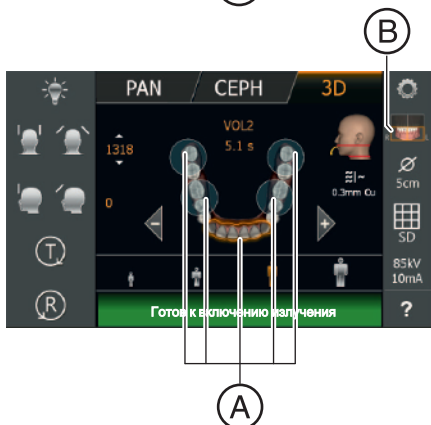 B
PAN CEPH 3D
VOL2
1318 5.1 s
R L
5cm
0.3mm Cu
0
SD
T
85kV
10mA
R
Готов к включению излучения
?
A